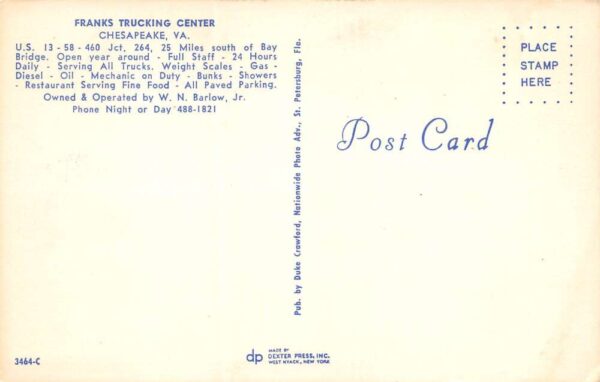 FRANKS TRUCKING CENTER
CHESAPEAKE, VA.
U.S. 13 - 58 - 460 Jct, 264, 25 Miles south of Bay
Bridge. Open year around - Full Staff - 24 Hours
Daily - Serving All Trucks. Weight Scales - Gas -
Diesel - Oil - Mechanic on Duty - Bunks - Showers
- Restaurant Serving Fine Food - All Paved Parking.
Owned & Operated by W. N. Barlow, Jr.
Phone Night or Day 488-1821
Pub. by Duke Crawford, Nationwide Photo Adv., St. Petersburg, Fla.
Post Card
PLACE
STAMP
HERE
3464-C
dp
MADE BY
DEXTER PRESS, INC.
WEST NYACK, NEW YORK